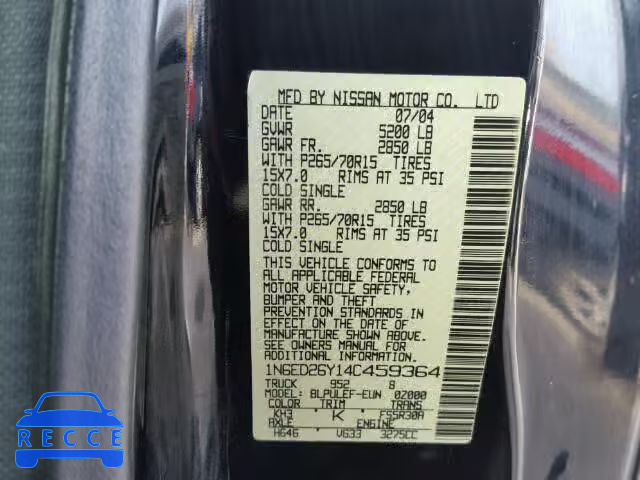 MFD BY NISSAN MOTOR CO. LTD
DATE 07/04
GVWR 5200 LB
GAWR FR. 2850 LB
WITH P265/70R15 TIRES
15X7.0 RIMS AT 35 PSI
COLD SINGLE
GAWR RR. 2850 LB
WITH P265/70R15 TIRES
15X7.0 RIMS AT 35 PSI
COLD SINGLE
THIS VEHICLE CONFORMS TO
ALL APPLICABLE FEDERAL
MOTOR VEHICLE SAFETY,
BUMPER AND THEFT
PREVENTION STANDARDS IN
EFFECT ON THE DATE OF
MANUFACTURE SHOWN ABOVE.
SEE OWNERS MANUAL FOR
ADDITIONAL INFORMATION
1N6ED26Y14C459364
TRUCK 952 8
MODEL: BLPULEF-EUN 0Z000
COLOR TRIM TRANS
KH3 K FS5R30A
AXLE ENGINE
HG46 VG33 3275CC
RECCE